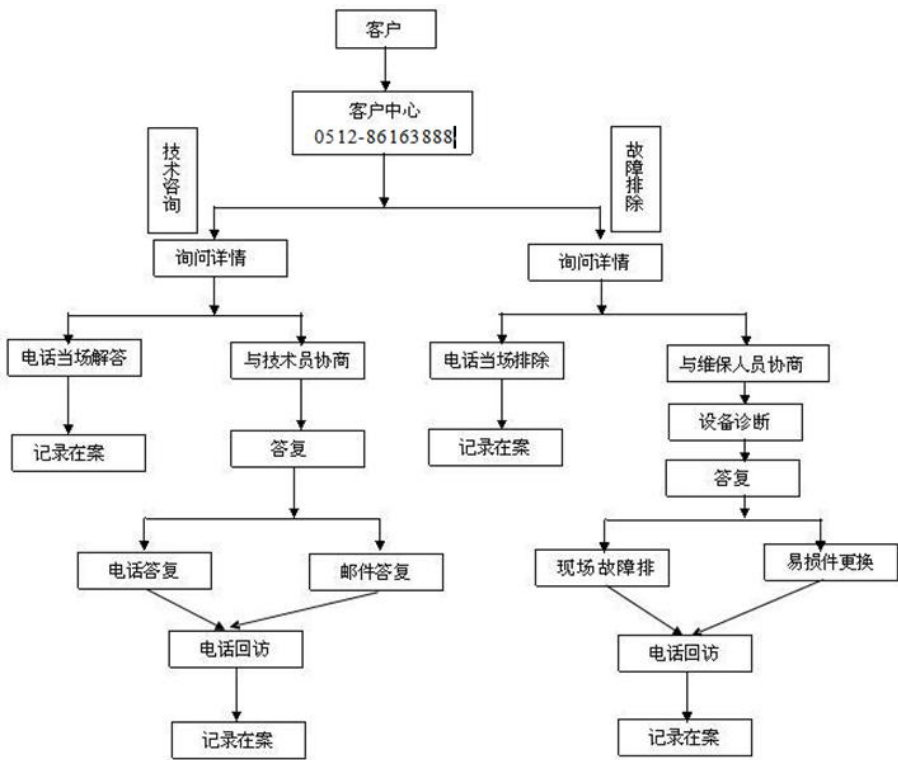 客户
客户中心
0512-86163888
技术咨询
故障排除
询问详情
询问详情
电话当场解答
与技术员协商
电话当场排除
与维保人员协商
设备诊断
记录在案
答复
记录在案
答复
电话答复
邮件答复
现场故障排
易损件更换
电话回访
电话回访
记录在案
记录在案